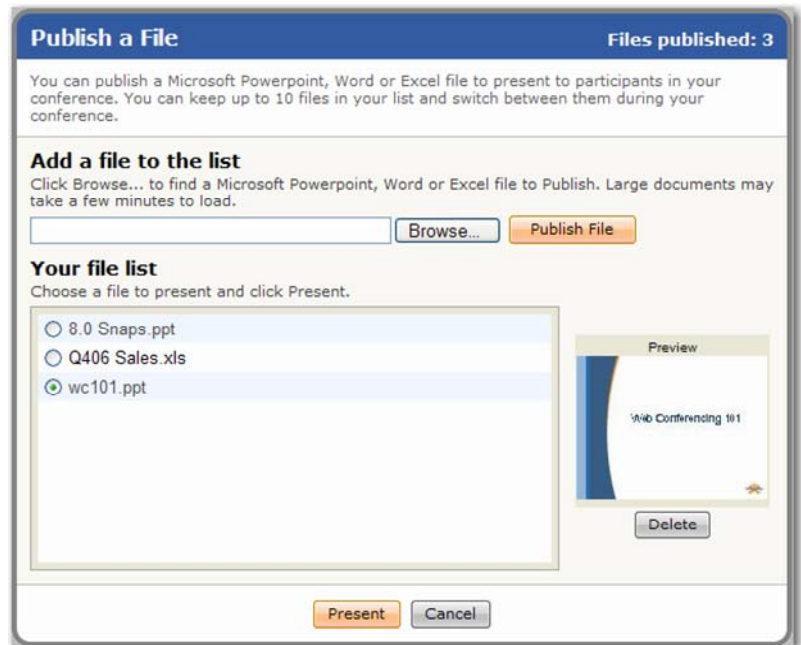 Publish a File
Files published: 3
You can publish a Microsoft Powerpoint, Word or Excel file to present to participants in your
conference. You can keep up to 10 files in your list and switch between them during your
conference.
Add a file to the list
Click Browse... to find a Microsoft Powerpoint, Word or Excel file to Publish. Large documents may
take a few minutes to load.
Browse... Publish File
Your file list
Choose a file to present and click Present.
8.0 Snaps.ppt
Q406 Sales.xls
wc101.ppt
Preview
Web Conferencing 101
Delete
Present Cancel